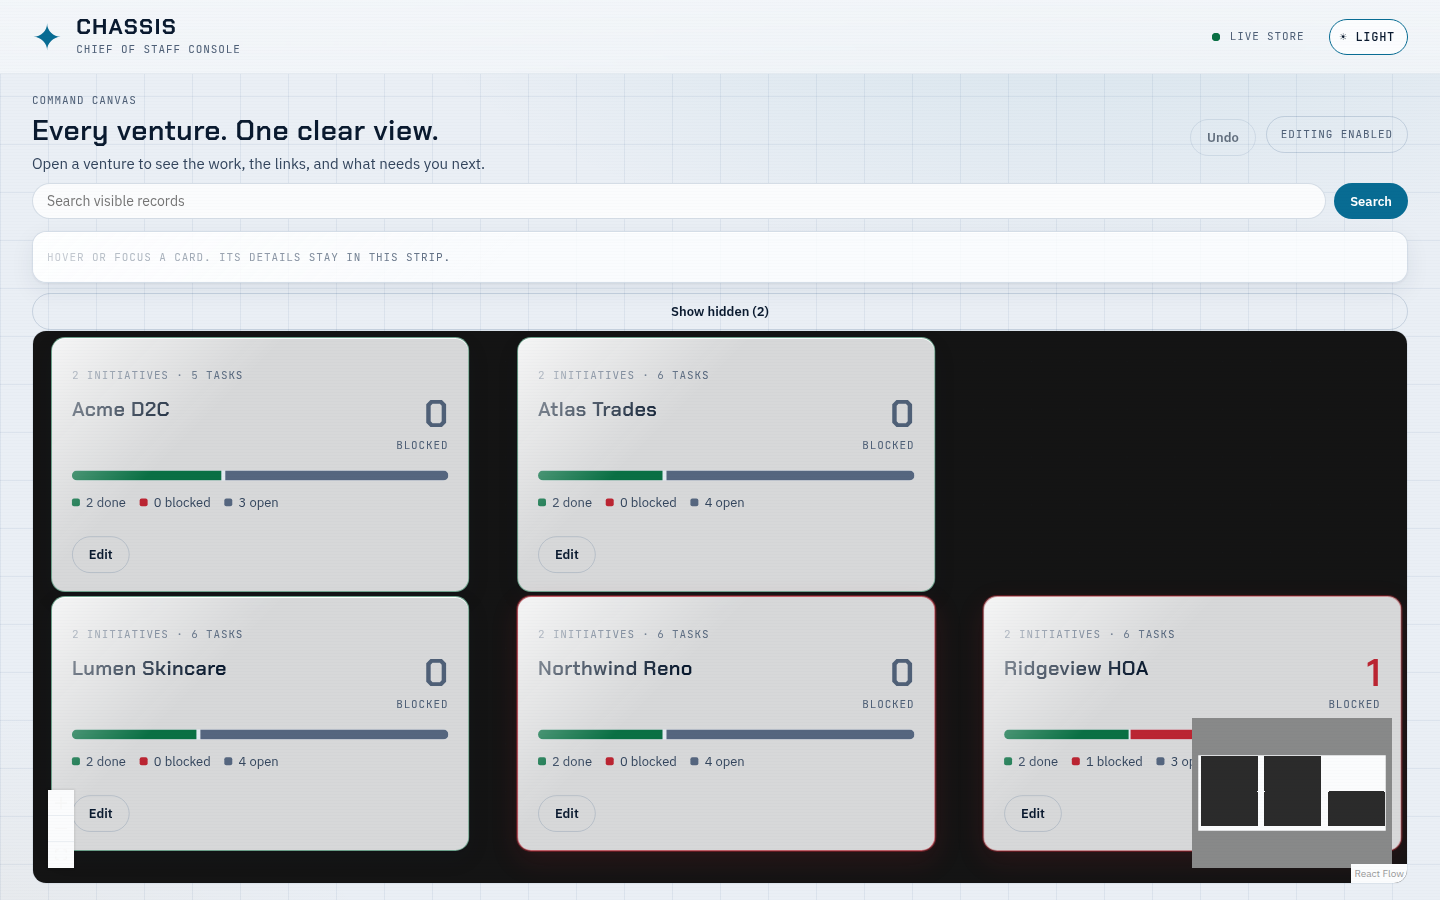 CHASSIS
CHIEF OF STAFF CONSOLE
LIVE STORE
☀ LIGHT
COMMAND CANVAS
Every venture. One clear view.
Open a venture to see the work, the links, and what needs you next.
Undo
EDITING ENABLED
Search visible records
Search
HOVER OR FOCUS A CARD. ITS DETAILS STAY IN THIS STRIP.
Show hidden (2)
2 INITIATIVES · 5 TASKS
Acme D2C
0
BLOCKED
2 done
0 blocked
3 open
Edit
2 INITIATIVES · 6 TASKS
Atlas Trades
0
BLOCKED
2 done
0 blocked
4 open
Edit
2 INITIATIVES · 6 TASKS
Lumen Skincare
0
BLOCKED
2 done
0 blocked
4 open
Edit
2 INITIATIVES · 6 TASKS
Northwind Reno
0
BLOCKED
2 done
0 blocked
4 open
Edit
2 INITIATIVES · 6 TASKS
Ridgeview HOA
1
BLOCKED
2 done
1 blocked
3 op
Edit
React Flow